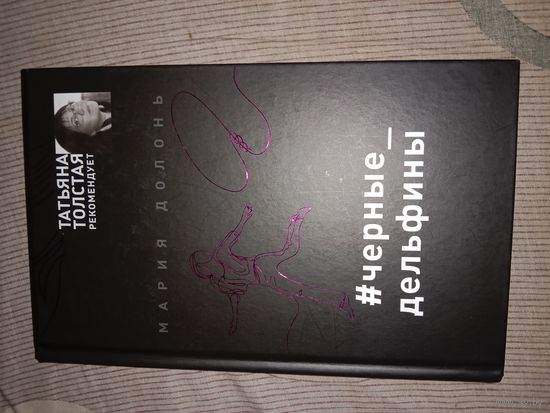 ТАТЬЯНА
ТОЛСТАЯ
РЕКОМЕНДУЕТ
МАРИЯ ДОЛОНЬ
#черные_
дельфины